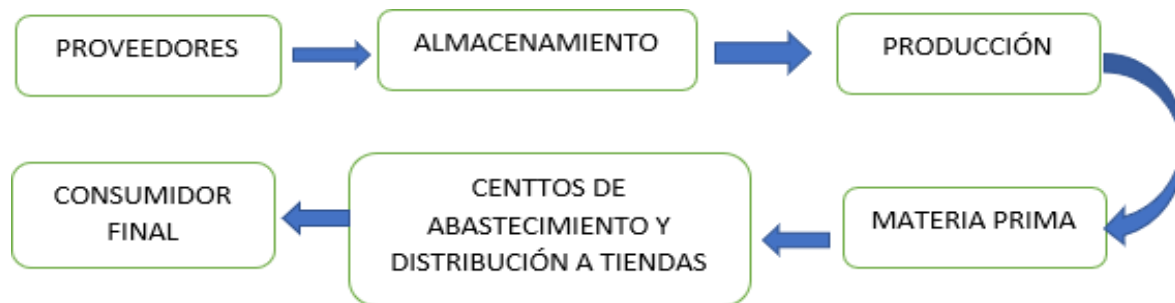 PROVEEDORES
ALMACENAMIENTO
PRODUCCIÓN
MATERIA PRIMA
CENTTOS DE
ABASTECIMIENTO Y
DISTRIBUCIÓN A TIENDAS
CONSUMIDOR
FINAL